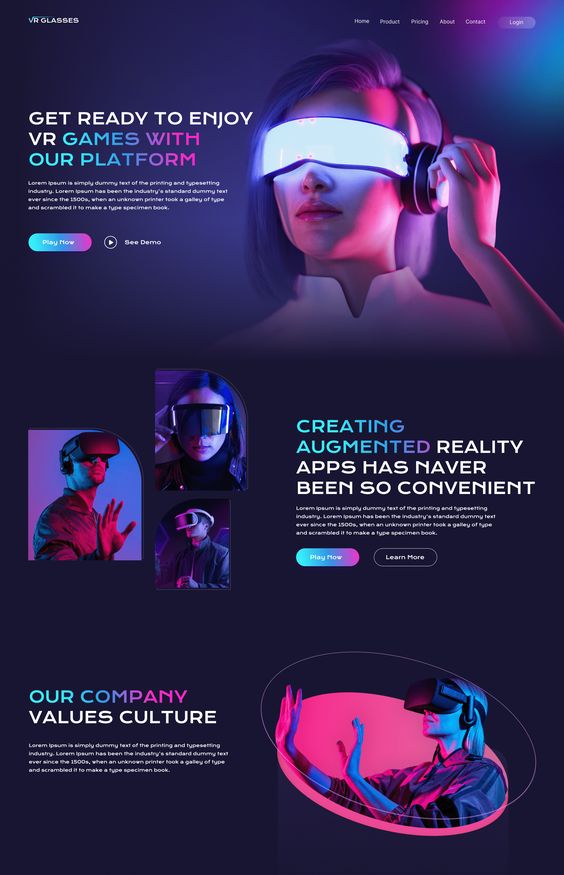 VR GLASSES
Home Product Pricing About Contact Login
GET READY TO ENJOY
VR GAMES WITH
OUR PLATFORM
Lorem Ipsum is simply dummy text of the printing and typesetting
industry. Lorem Ipsum has been the industry's standard dummy text
ever since the 1500s, when an unknown printer took a galley of type
and scrambled it to make a type specimen book.
Play Now See Demo
CREATING
AUGMENTED REALITY
APPS HAS NAVER
BEEN SO CONVENIENT
Lorem Ipsum is simply dummy text of the printing and typesetting
industry. Lorem Ipsum has been the industry's standard dummy text
ever since the 1500s, when an unknown printer took a galley of type
and scrambled it to make a type specimen book.
Play Now Learn More
OUR COMPANY
VALUES CULTURE
Lorem Ipsum is simply dummy text of the printing and typesetting
industry. Lorem Ipsum has been the industry's standard dummy text
ever since the 1500s, when an unknown printer took a galley of type
and scrambled it to make a type specimen book.